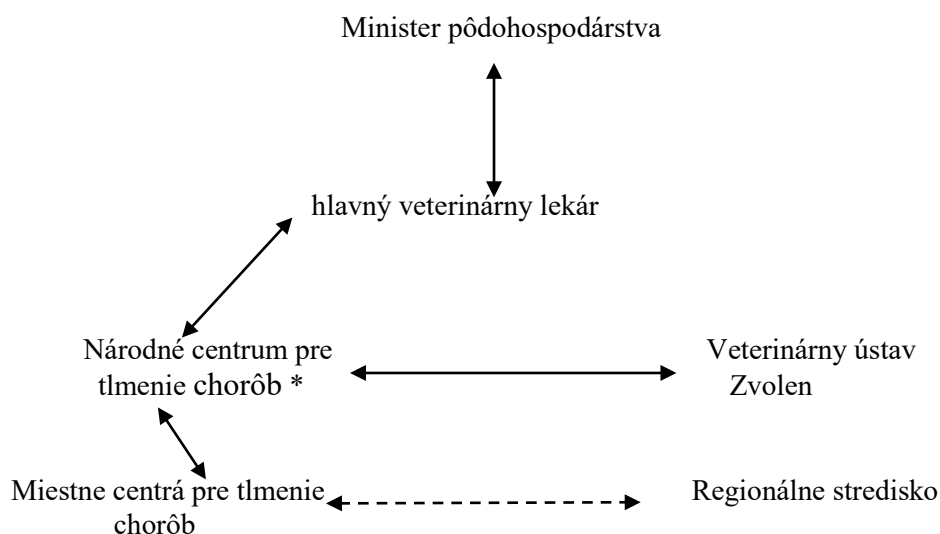 Minister pôdohospodárstva
hlavný veterinárny lekár
Národné centrum pre
tlmenie chorôb *
Veterinárny ústav
Zvolen
Miestne centrá pre tlmenie
chorôb
Regionálne stredisko